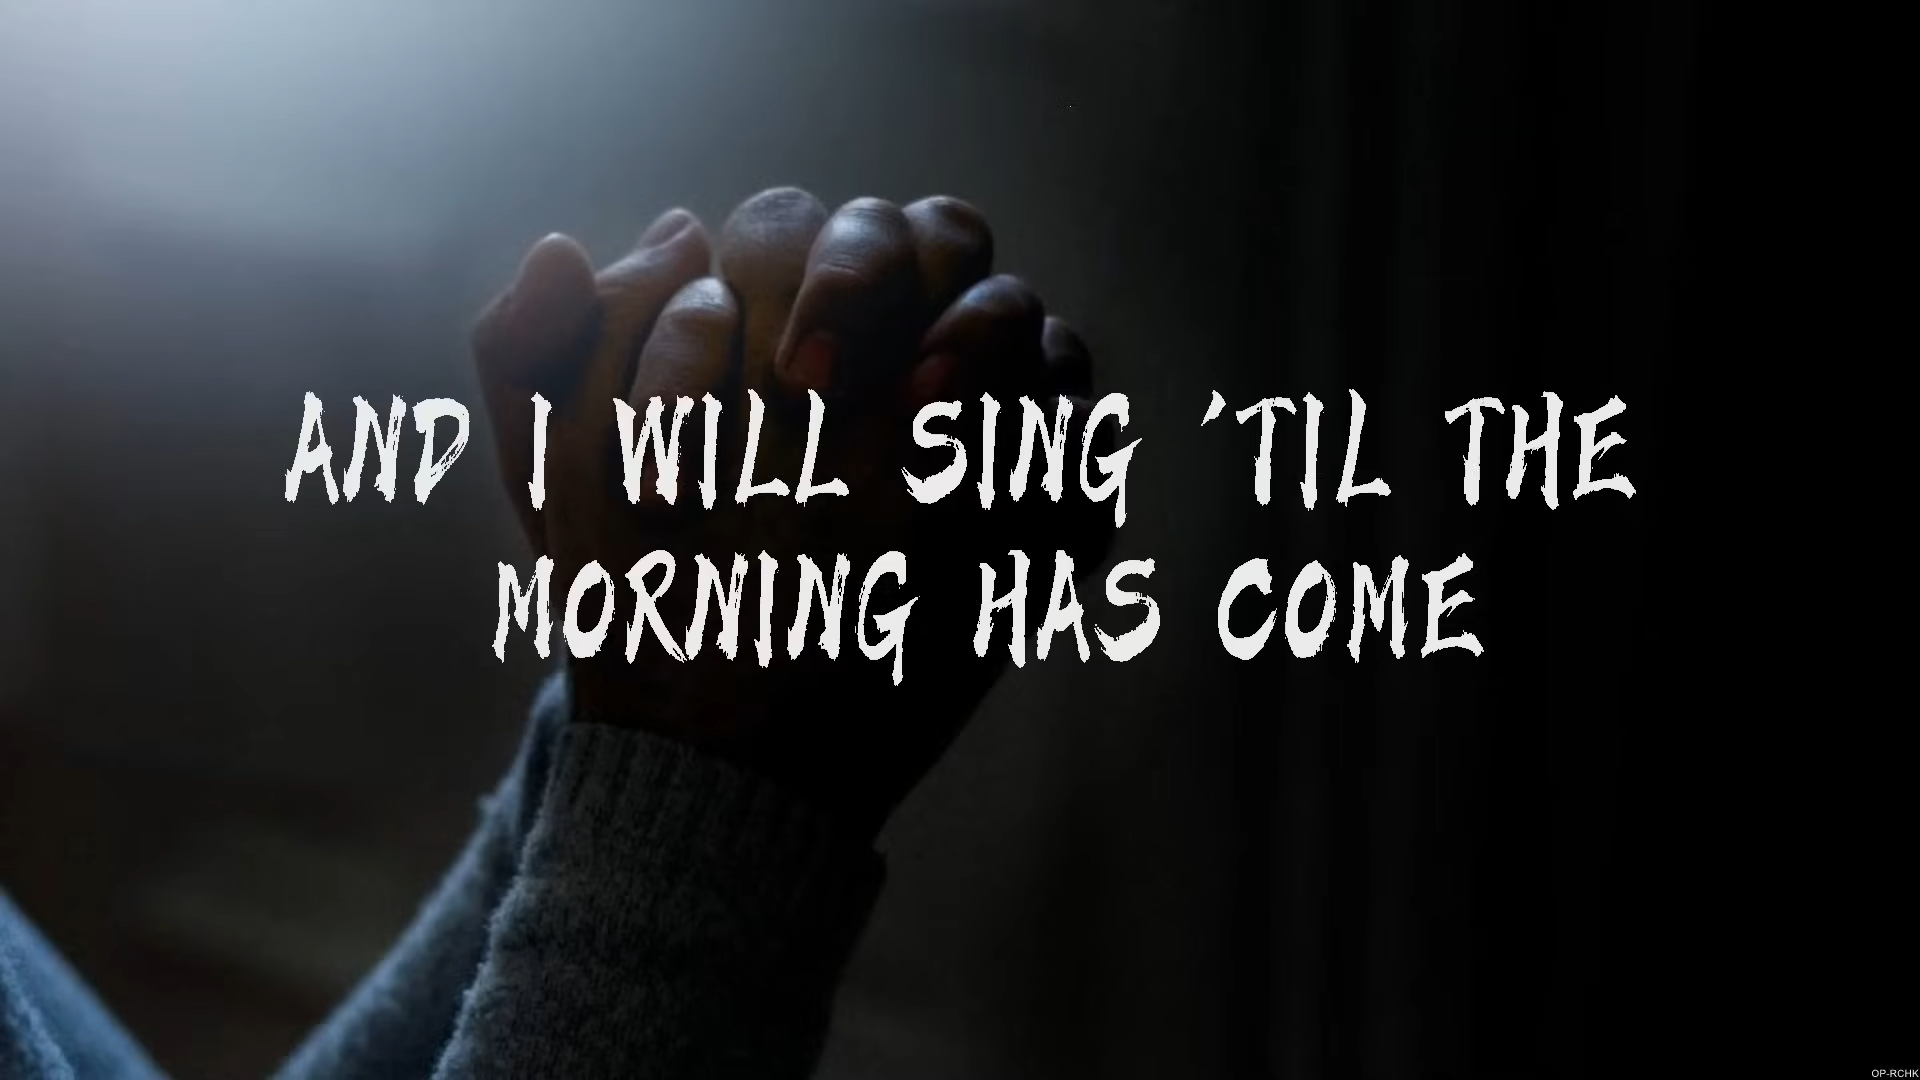 AND I WILL SING 'TIL THE
MORNING HAS COME
OP-RCHK